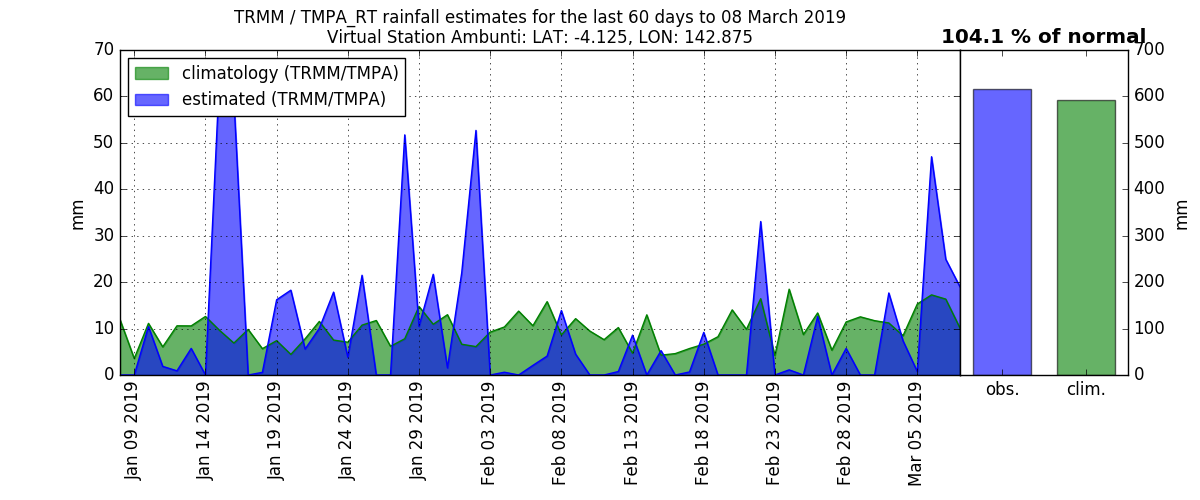 TRMM / TMPA_RT rainfall estimates for the last 60 days to 08 March 2019
Virtual Station Ambunti: LAT: -4.125, LON: 142.875
104.1 % of normal
climatology (TRMM/TMPA)
estimated (TRMM/TMPA)
70
60
50
40
30
20
10
0
mm
Jan 09 2019
Jan 14 2019
Jan 19 2019
Jan 24 2019
Jan 29 2019
Feb 03 2019
Feb 08 2019
Feb 13 2019
Feb 18 2019
Feb 23 2019
Feb 28 2019
Mar 05 2019
obs.
clim.
700
600
500
400
300
200
100
0
mm